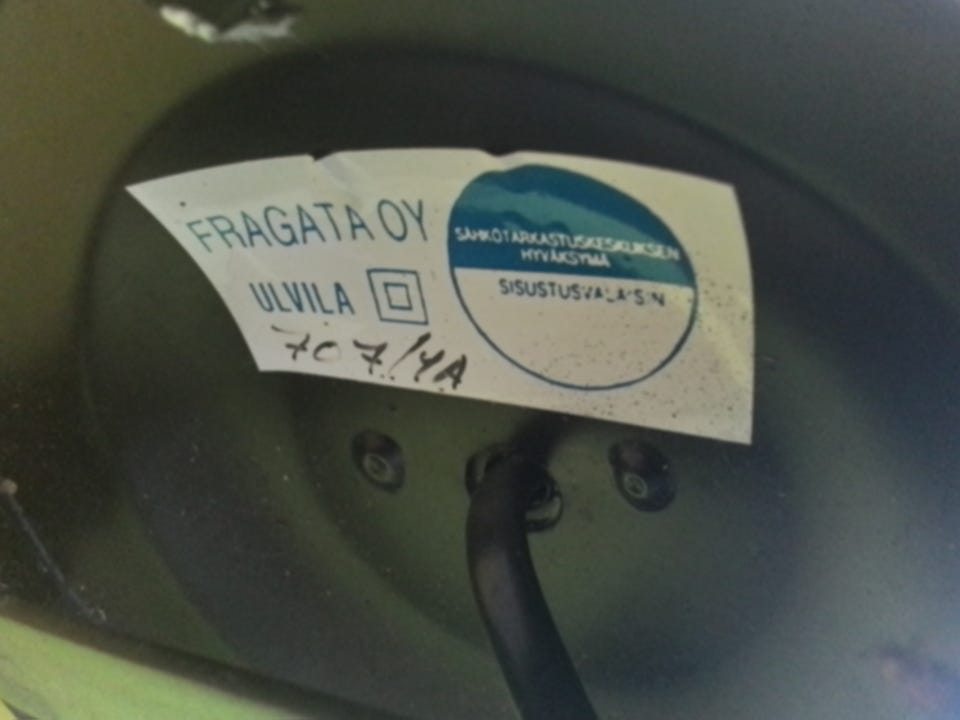 FRAGATA OY
ULVILA
707/4A
SÄHKÖTARKASTUSKESKUKSEN
HYVÄKSYMÄ
SISUSTUSVALAISIN